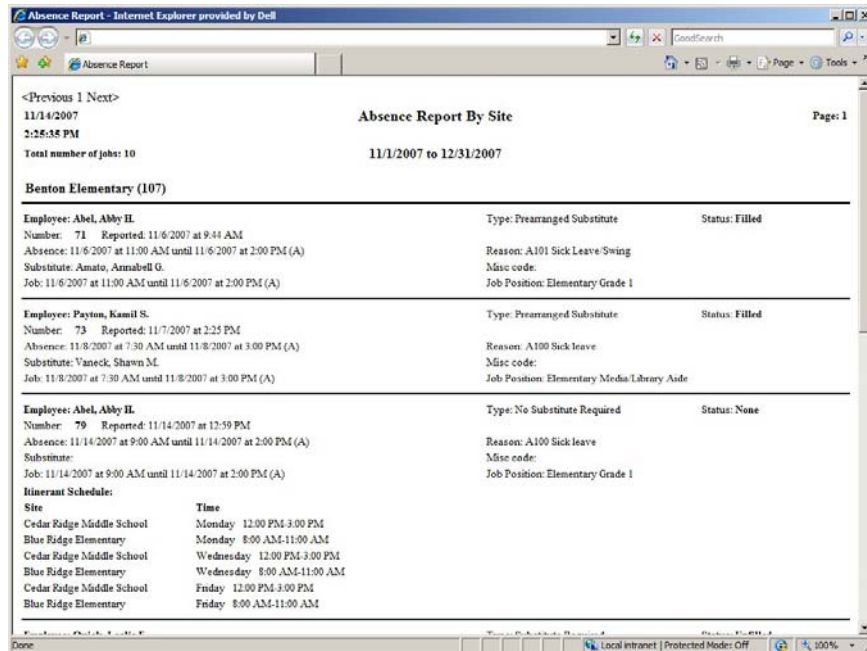 Absence Report - Internet Explorer provided by Dell
GoodSearch
Absence Report
Page Tools
<Previous 1 Next>
11/14/2007 Absence Report By Site Page: 1
2:25:35 PM
Total number of jobs: 10 11/1/2007 to 12/31/2007
Benton Elementary (107)
Employee: Abel, Abby H. Type: Prearranged Substitute Status: Filled
Number: 71 Reported: 11/6/2007 at 9:44 AM
Absence: 11/6/2007 at 11:00 AM until 11/6/2007 at 2:00 PM (A) Reason: A101 Sick Leave/Swing
Substitute: Amato, Annabell G. Misc code:
Job: 11/6/2007 at 11:00 AM until 11/6/2007 at 2:00 PM (A) Job Position: Elementary Grade 1
Employee: Payton, Kamil S. Type: Prearranged Substitute Status: Filled
Number: 73 Reported: 11/7/2007 at 2:25 PM
Absence: 11/8/2007 at 7:30 AM until 11/8/2007 at 3:00 PM (A) Reason: A100 Sick leave
Substitute: Vaneck, Shawn M. Misc code:
Job: 11/8/2007 at 7:30 AM until 11/8/2007 at 3:00 PM (A) Job Position: Elementary Media/Library Aide
Employee: Abel, Abby H. Type: No Substitute Required Status: None
Number: 79 Reported: 11/14/2007 at 12:59 PM
Absence: 11/14/2007 at 9:00 AM until 11/14/2007 at 2:00 PM (A) Reason: A100 Sick leave
Substitute: Misc code:
Job: 11/14/2007 at 9:00 AM until 11/14/2007 at 2:00 PM (A) Job Position: Elementary Grade 1
Itinerant Schedule:
Site Time
Cedar Ridge Middle School Monday 12:00 PM-3:00 PM
Blue Ridge Elementary Monday 8:00 AM-11:00 AM
Cedar Ridge Middle School Wednesday 12:00 PM-3:00 PM
Blue Ridge Elementary Wednesday 8:00 AM-11:00 AM
Cedar Ridge Middle School Friday 12:00 PM-3:00 PM
Blue Ridge Elementary Friday 8:00 AM-11:00 AM
Done Local intranet | Protected Mode: Off 100%